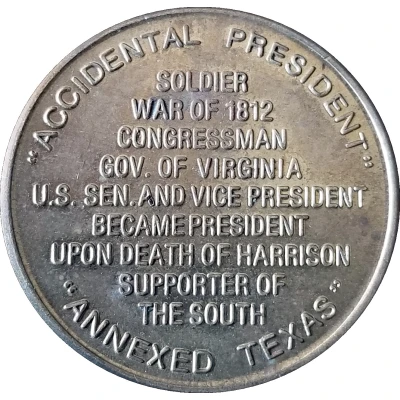 "ACCIDENTAL PRESIDENT"
SOLDIER
WAR OF 1812
CONGRESSMAN
GOV. OF VIRGINIA
U.S. SEN. AND VICE PRESIDENT
BECAME PRESIDENT
UPON DEATH OF HARRISON
SUPPORTER OF
THE SOUTH
"ANNEXED TEXAS"